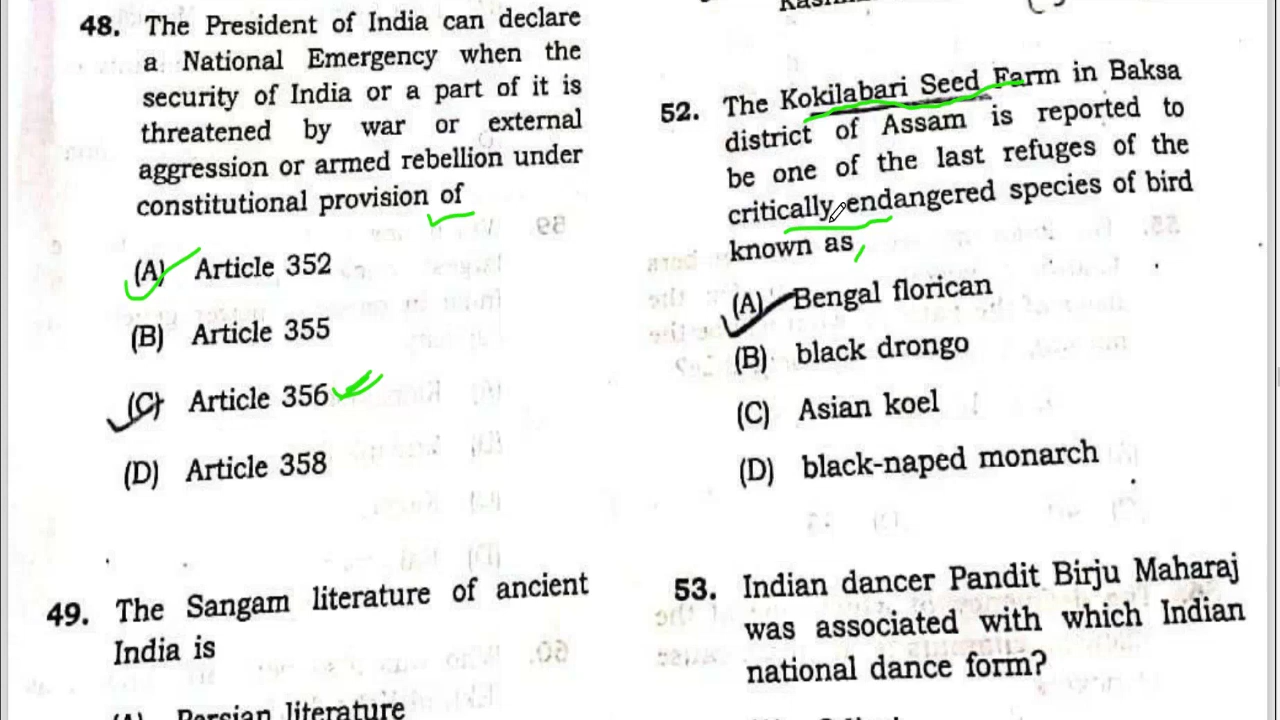 48. The President of India can declare
a National Emergency when the
security of India or a part of it is
threatened by war or external
aggression or armed rebellion under
constitutional provision of
(A) Article 352
(B) Article 355
(C) Article 356
(D) Article 358
49. The Sangam literature of ancient
India is
(A) Persian literature
52. The Kokilabari Seed Farm in Baksa
district of Assam is reported to
be one of the last refuges of the
critically endangered species of bird
known as
(A) Bengal florican
(B) black drongo
(C) Asian koel
(D) black-naped monarch
53. Indian dancer Pandit Birju Maharaj
was associated with which Indian
national dance form?